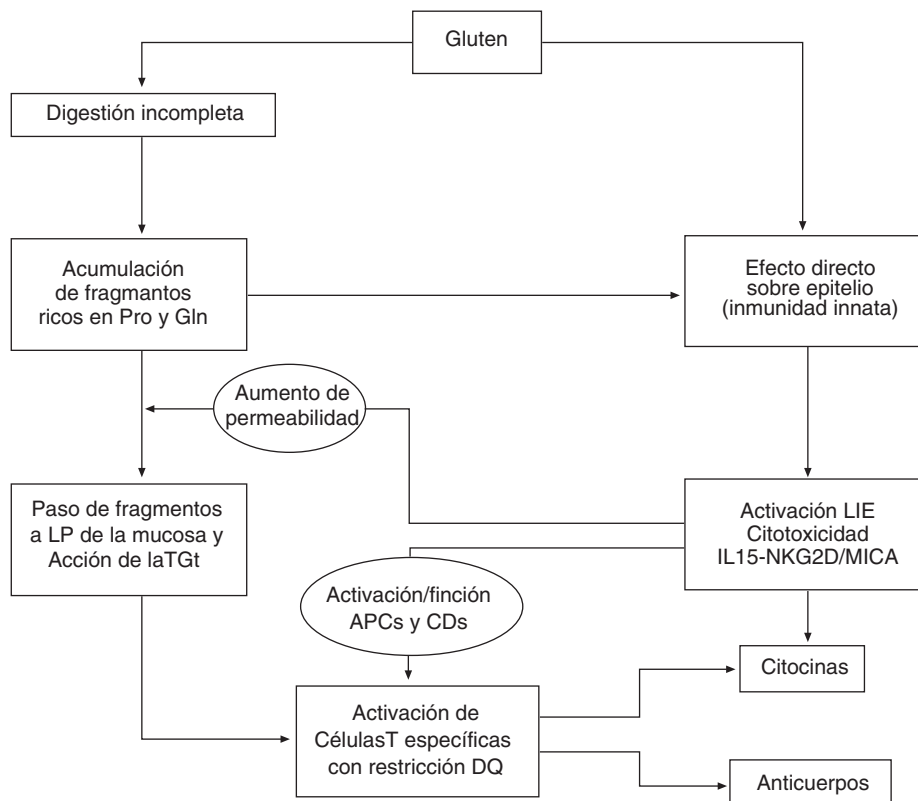 Gluten
Digestión incompleta
Acumulación
de fragmantos
ricos en Pro y Gln
Efecto directo
sobre epitelio
(inmunidad innata)
Aumento de
permeabilidad
Paso de fragmentos
a LP de la mucosa y
Acción de laTGt
Activación LIE
Citotoxicidad
IL15-NKG2D/MICA
Activación/finción
APCs y CDs
Citocinas
Activación de
CélulasT específicas
con restricción DQ
Anticuerpos